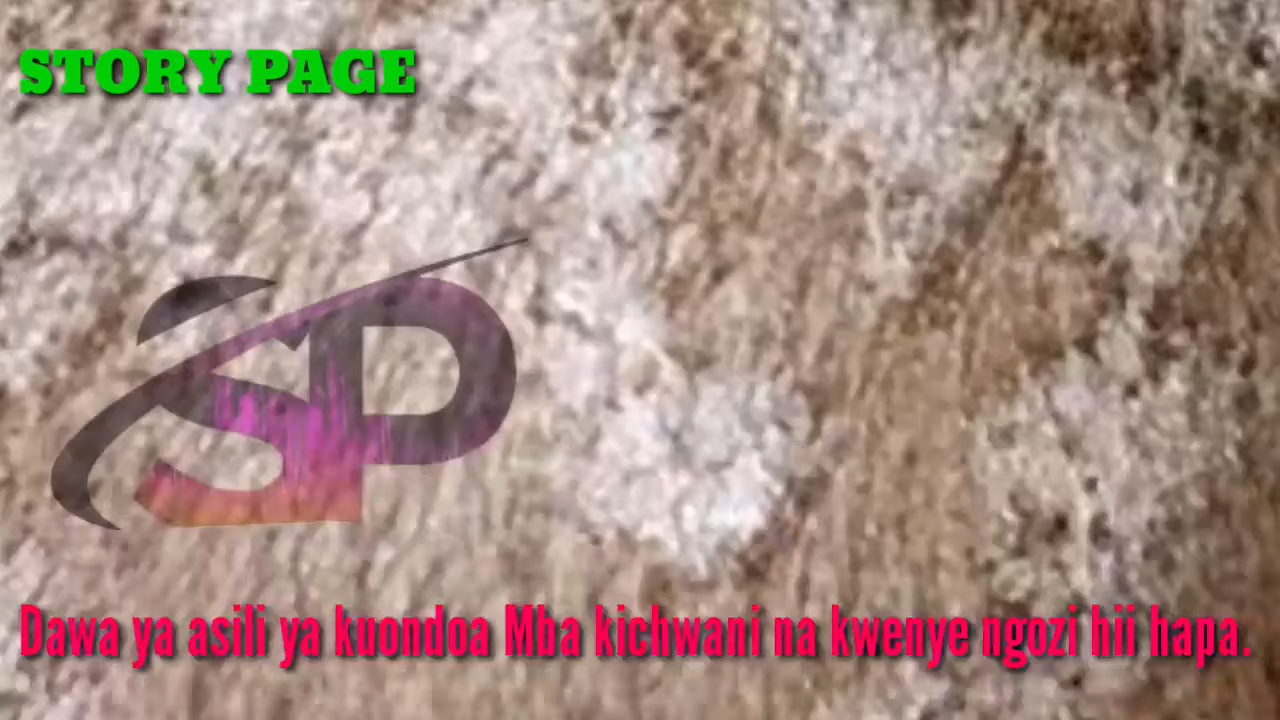 STORY PAGE
SP
Dawa ya asili ya kuondoa Mba kichwani na kwenye ngozi hii hapa.